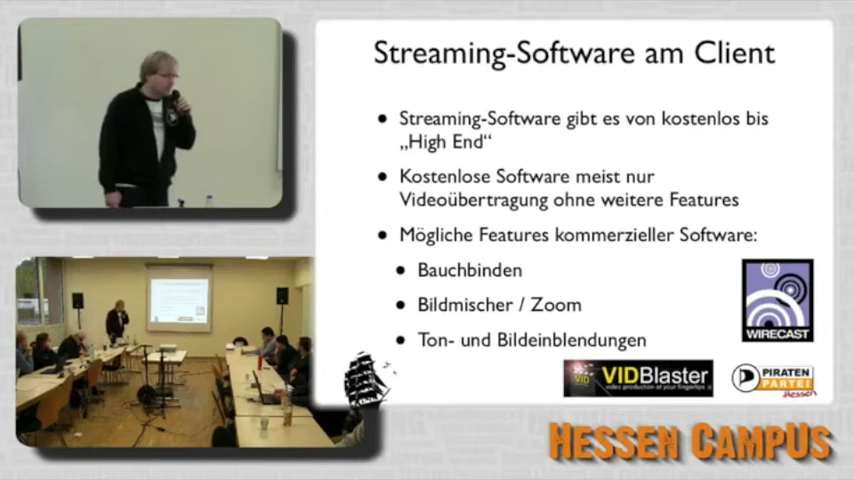 Streaming-Software am Client
• Streaming-Software gibt es von kostenlos bis
„High End“
• Kostenlose Software meist nur
Videoübertragung ohne weitere Features
• Mögliche Features kommerzieller Software:
• Bauchbinden
• Bildmischer / Zoom
• Ton- und Bildeinblendungen
WIRECAST
VID
VIDBlaster
video production at your fingertips
PIRATEN
PARTEI
Hessen
HESSEN CAMPUS